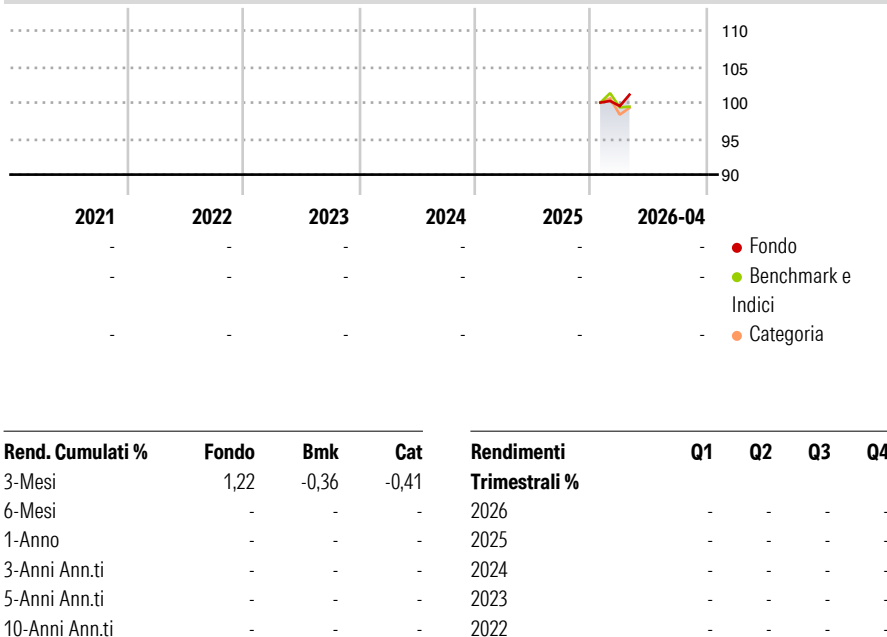 110
105
100
95
90
2021 2022 2023 2024 2025 2026-04
- - - - - - Fondo
- - - - - - Benchmark e
Indici
- - - - - - Categoria
Rend. Cumulati % Fondo Bmk Cat
3-Mesi 1,22 -0,36 -0,41
6-Mesi - - -
1-Anno - - -
3-Anni Ann.ti - - -
5-Anni Ann.ti - - -
10-Anni Ann.ti - - -
Rendimenti Q1 Q2 Q3 Q4
Trimestrali %
2026 - - - -
2025 - - - -
2024 - - - -
2023 - - - -
2022 - - - -